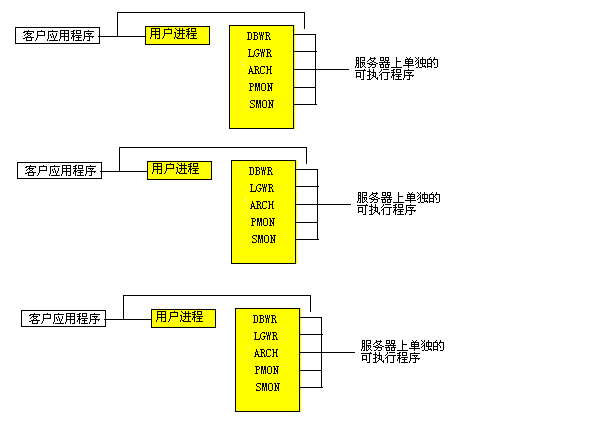 客户应用程序
用户进程
DBWR
LGWR
ARCH
PMON
SMON
服务器上单独的
可执行程序
客户应用程序
用户进程
DBWR
LGWR
ARCH
PMON
SMON
服务器上单独的
可执行程序
客户应用程序
用户进程
DBWR
LGWR
ARCH
PMON
SMON
服务器上单独的
可执行程序